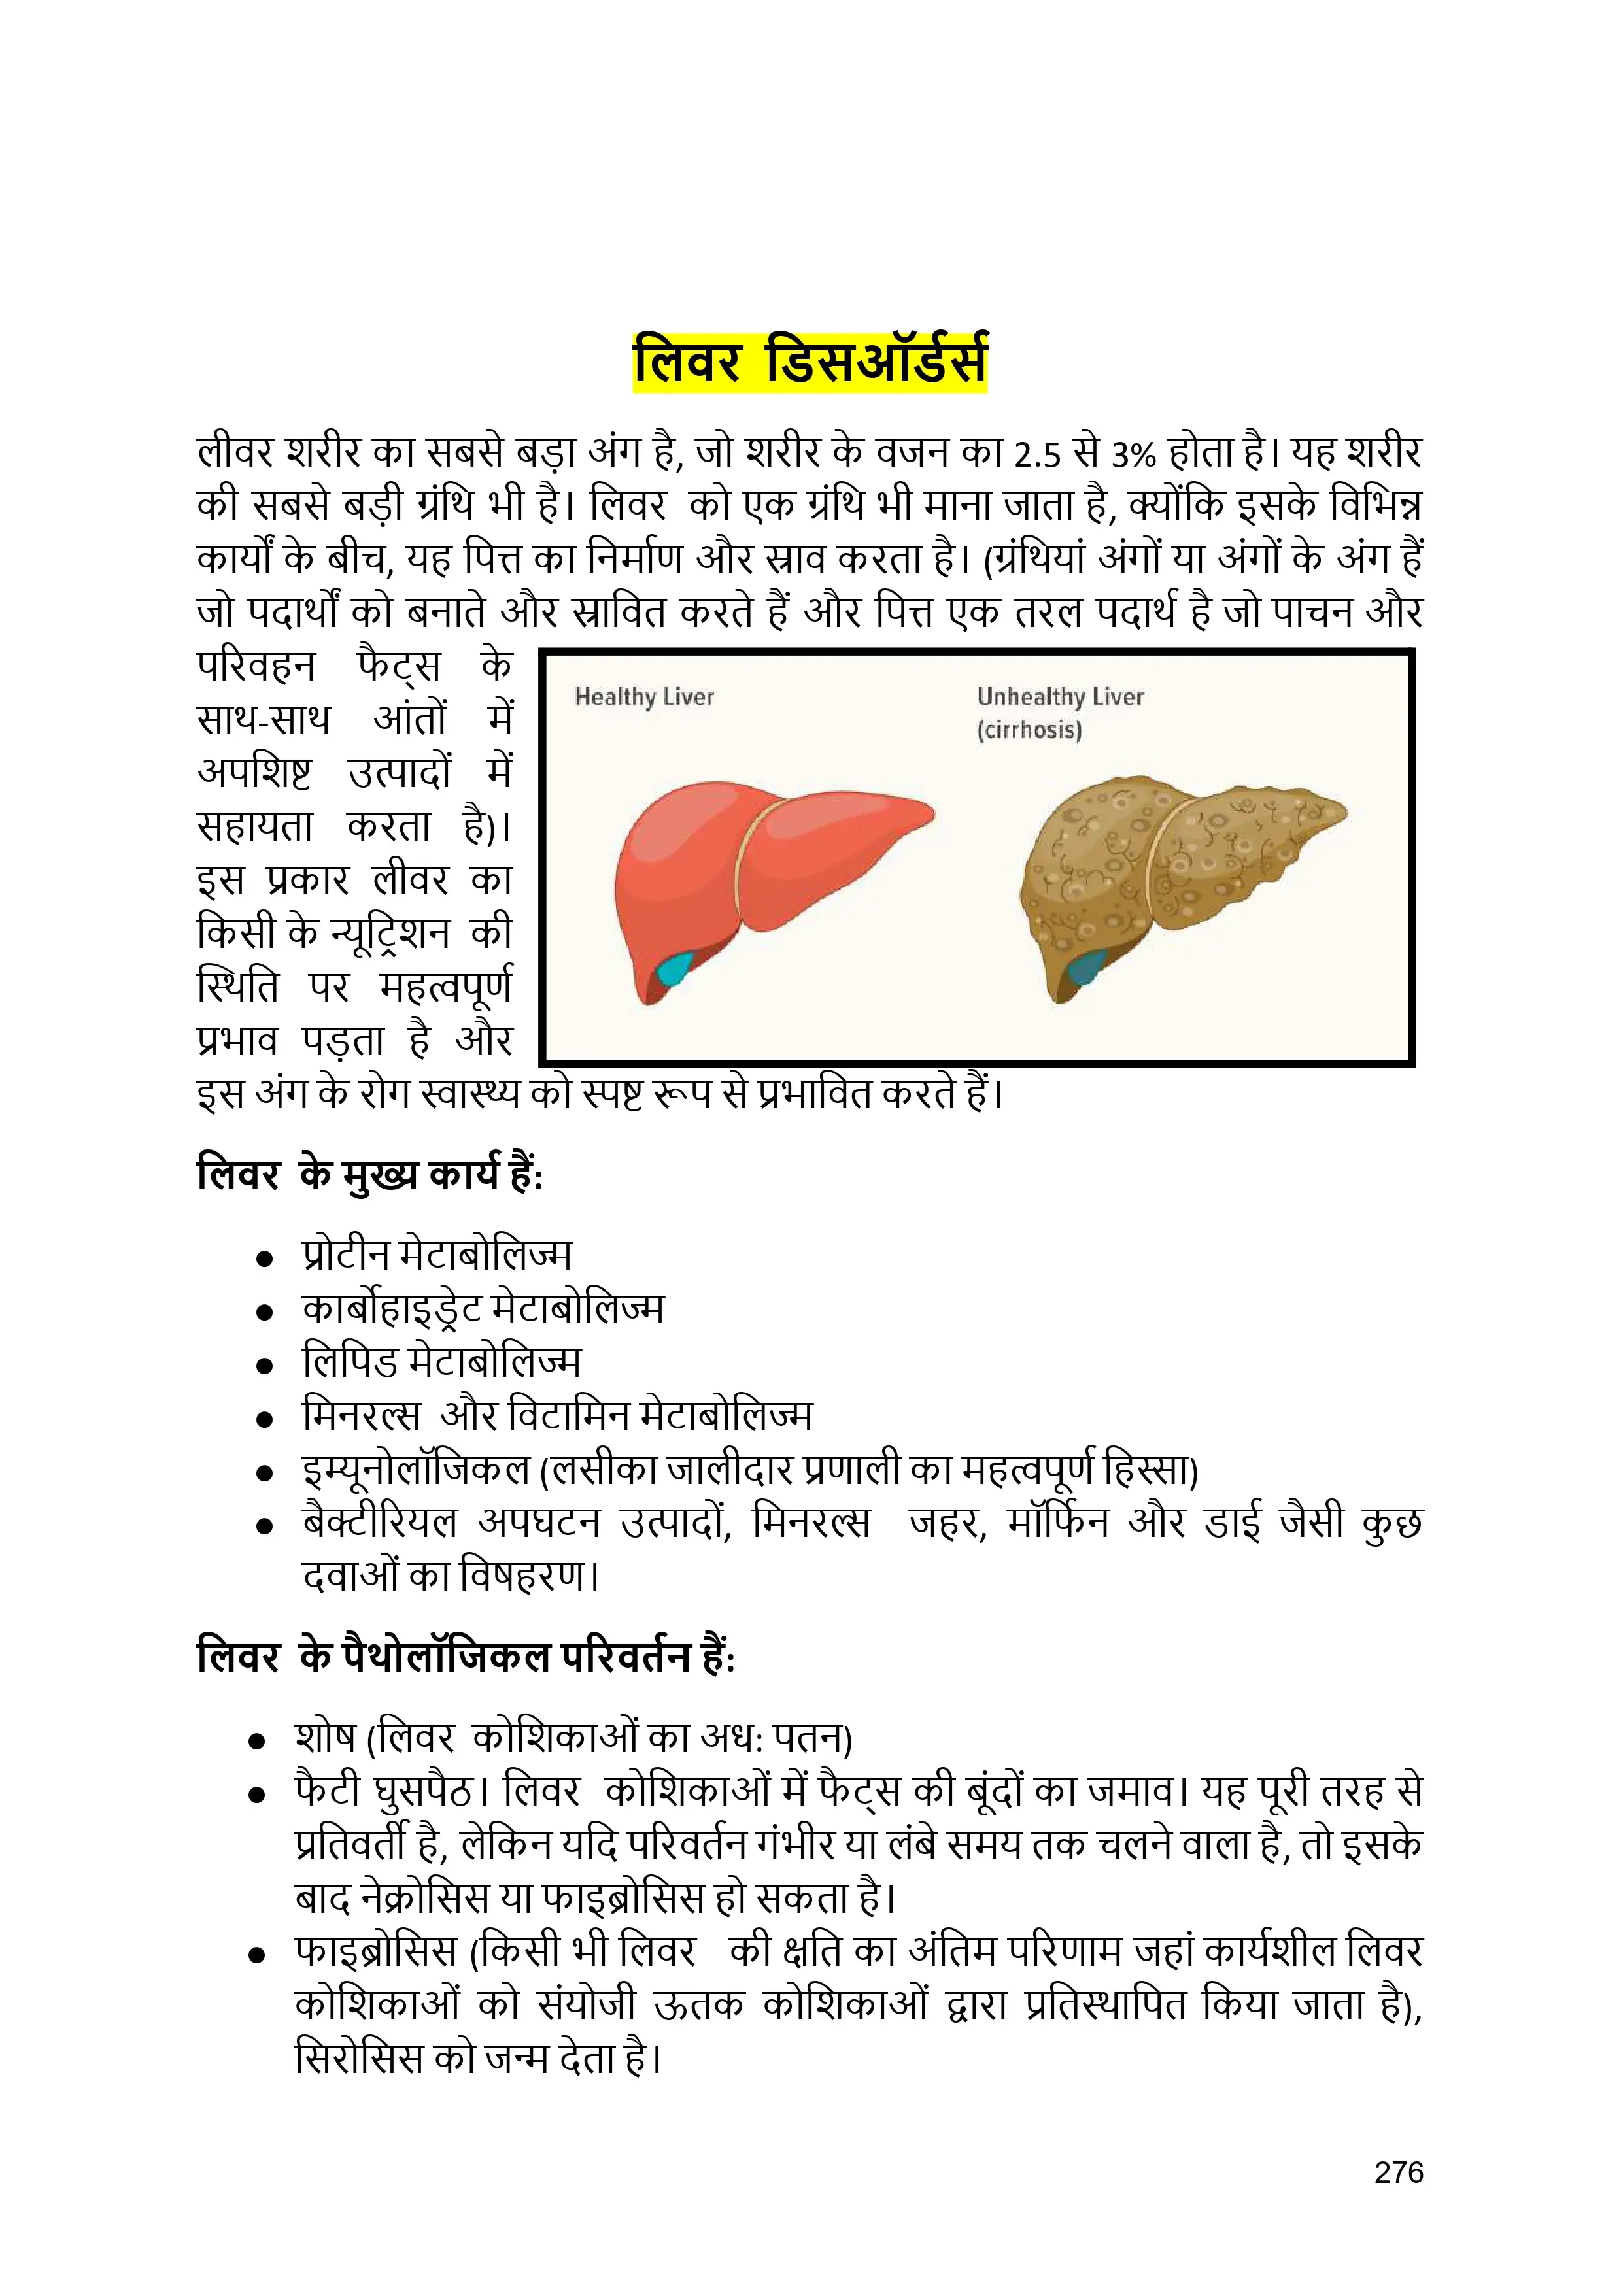 लिवर डिसऑर्डर्स
लीवर शरीर का सबसे बड़ा अंग है, जो शरीर के वजन का 2.5 से 3% होता है। यह शरीर
की सबसे बड़ी ग्रंथि भी है। लिवर को एक ग्रंथि भी माना जाता है, क्योंकि इसके विभिन्न
कार्यों के बीच, यह पित्त का निर्माण और स्राव करता है। (ग्रंथियां अंगों या अंगों के अंग हैं
जो पदार्थों को बनाते और स्रावित करते हैं और पित्त एक तरल पदार्थ है जो पाचन और
परिवहन फैट्स के
साथ-साथ आंतों में
अपशिष्ट उत्पादों में
सहायता करता है)।
इस प्रकार लीवर का
किसी के न्यूट्रिशन की
स्थिति पर महत्वपूर्ण
प्रभाव पड़ता है और
Healthy Liver
Unhealthy Liver
(cirrhosis)
इस अंग के रोग स्वास्थ्य को स्पष्ट रूप से प्रभावित करते हैं।
लिवर के मुख्य कार्य हैं:
● प्रोटीन मेटाबोलिज्म
● कार्बोहाइड्रेट मेटाबोलिज्म
● लिपिड मेटाबोलिज्म
● मिनरल्स और विटामिन मेटाबोलिज्म
● इम्यूनोलॉजिकल (लसीका जालीदार प्रणाली का महत्वपूर्ण हिस्सा)
● बैक्टीरियल अपघटन उत्पादों, मिनरल्स जहर, मॉर्फिन और डाई जैसी कुछ
दवाओं का विषहरण।
लिवर के पैथोलॉजिकल परिवर्तन हैं:
● शोष (लिवर कोशिकाओं का अध: पतन)
● फैटी घुसपैठ। लिवर कोशिकाओं में फैट्स की बूंदों का जमाव। यह पूरी तरह से
प्रतिवर्ती है, लेकिन यदि परिवर्तन गंभीर या लंबे समय तक चलने वाला है, तो इसके
बाद नेक्रोसिस या फाइब्रोसिस हो सकता है।
● फाइब्रोसिस (किसी भी लिवर की क्षति का अंतिम परिणाम जहां कार्यशील लिवर
कोशिकाओं को संयोजी ऊतक कोशिकाओं द्वारा प्रतिस्थापित किया जाता है),
सिरोसिस को जन्म देता है।
276